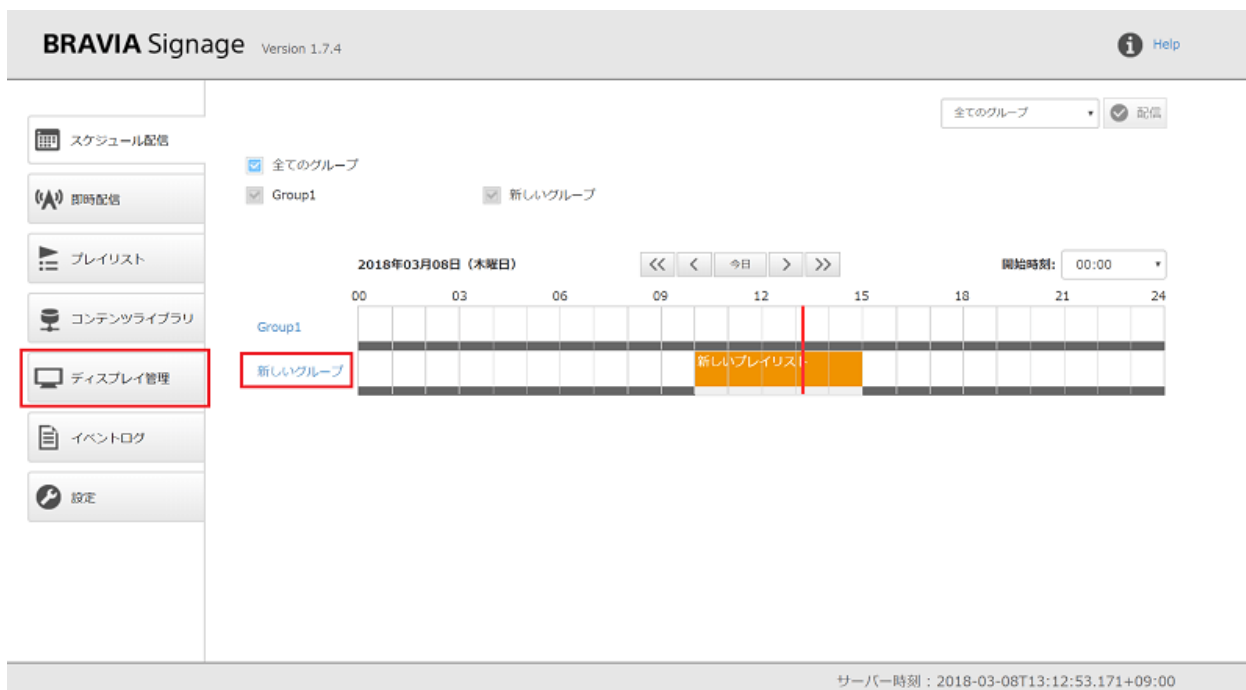 BRAVIA Signage Version 1.7.4
Help
全てのグループ
配信
スケジュール配信
全てのグループ
Group1
新しいグループ
即時配信
プレイリスト
2018年03月08日（木曜日）
<<
<
今日
>
>>
開始時刻:
00:00
00 03 06 09 12 15 18 21 24
コンテンツライブラリ
Group1
新しいグループ
新しいプレイリスト
ディスプレイ管理
イベントログ
設定
サーバー時刻 : 2018-03-08T13:12:53.171+09:00